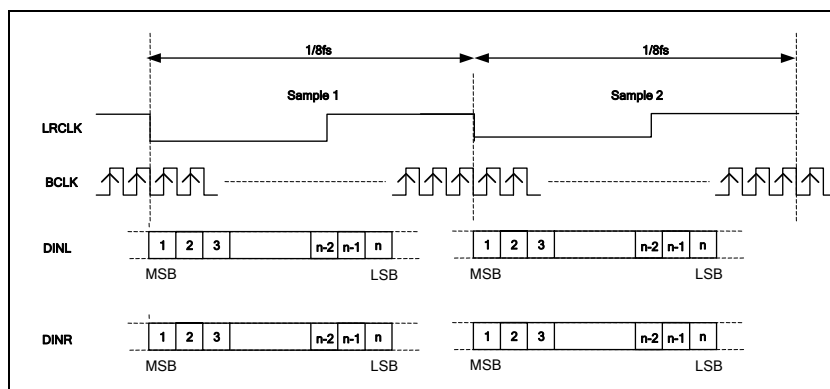 1/8fs 1/8fs
Sample 1 Sample 2
LRCLK
BCLK
DINL 1 2 3 n-2 n-1 n 1 2 3 n-2 n-1 n
MSB LSB MSB LSB
DINR 1 2 3 n-2 n-1 n 1 2 3 n-2 n-1 n
MSB LSB MSB LSB